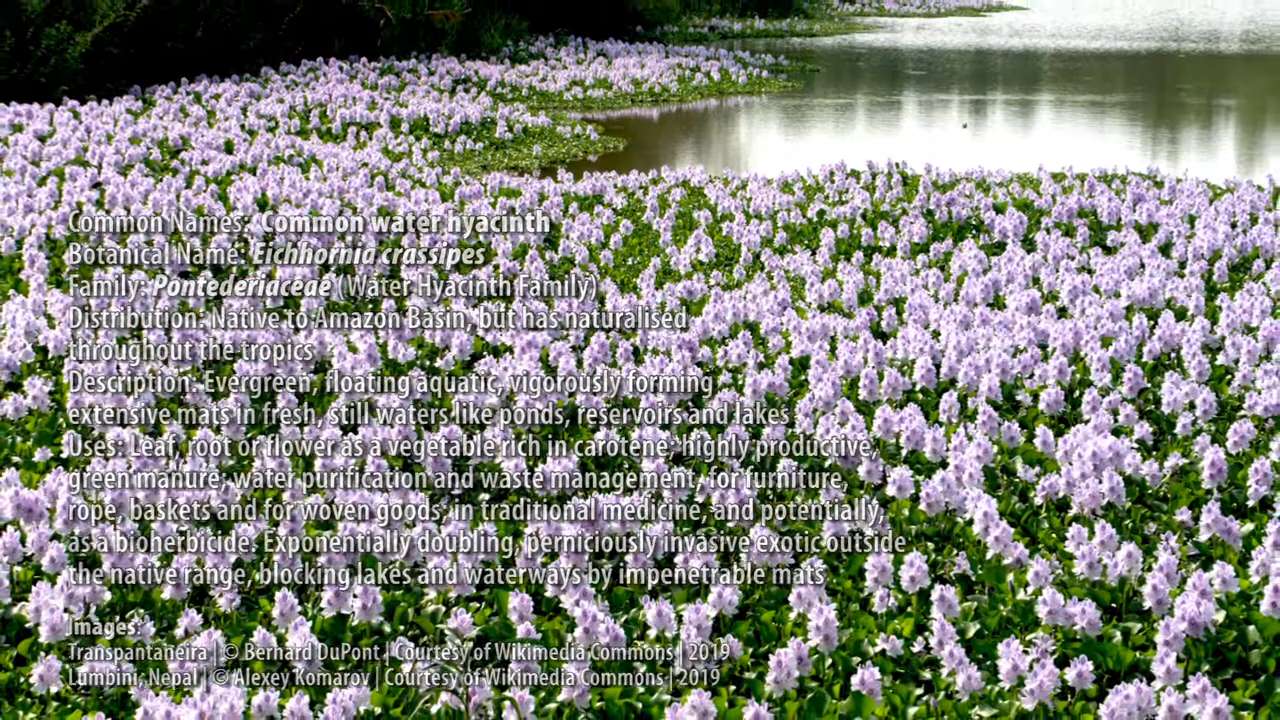 Common Names: Common water hyacinth
Botanical Name: Eichhornia crassipes
Family: Pontederiaceae (Water Hyacinth Family)
Distribution: Native to Amazon Basin, but has naturalised
throughout the tropics
Description: Evergreen, floating aquatic, vigorously forming
extensive mats in fresh, still waters like ponds, reservoirs and lakes
Uses: Leaf, root or flower as a vegetable rich in carotene; highly productive,
green manure; water purification and waste management, for furniture,
rope, baskets and for woven goods; in traditional medicine, and potentially,
as a bioherbicide. Exponentially doubling, perniciously invasive exotic outside
the native range, blocking lakes and waterways by impenetrable mats
Images:
Transpantaneira | © Bernard DuPont | Courtesy of Wikimedia Commons | 2019
Lumbini, Nepal | © Alexey Komarov | Courtesy of Wikimedia Commons | 2019